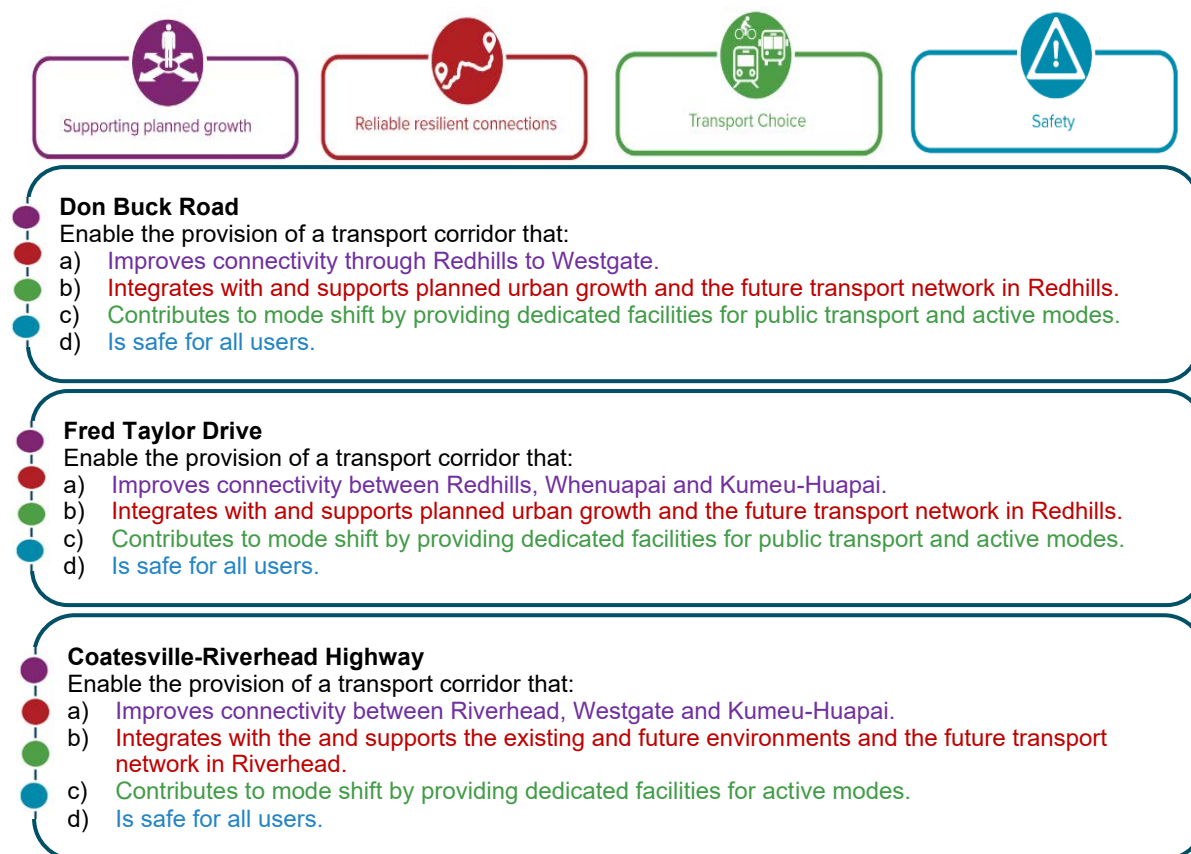 Supporting planned growth
Reliable resilient connections
Transport Choice
Safety
Don Buck Road
Enable the provision of a transport corridor that:
a) Improves connectivity through Redhills to Westgate.
b) Integrates with and supports planned urban growth and the future transport network in Redhills.
c) Contributes to mode shift by providing dedicated facilities for public transport and active modes.
d) Is safe for all users.
Fred Taylor Drive
Enable the provision of a transport corridor that:
a) Improves connectivity between Redhills, Whenuapai and Kumeu-Huapai.
b) Integrates with and supports planned urban growth and the future transport network in Redhills.
c) Contributes to mode shift by providing dedicated facilities for public transport and active modes.
d) Is safe for all users.
Coatesville-Riverhead Highway
Enable the provision of a transport corridor that:
a) Improves connectivity between Riverhead, Westgate and Kumeu-Huapai.
b) Integrates with the and supports the existing and future environments and the future transport
network in Riverhead.
c) Contributes to mode shift by providing dedicated facilities for active modes.
d) Is safe for all users.